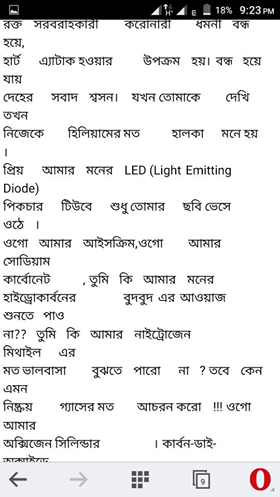 18% 9:23 PM
রক্ত সরবরাহকারী করোনারী ধমনী বন্ধ
হয়ে,
হার্ট এ্যাটাক হওয়ার উপক্রম হয়। বন্ধ হয়ে
যায়
দেহের সবাদ শ্বসন। যখন তোমাকে দেখি
তখন
নিজেকে হিলিয়ামের মত হালকা মনে হয়
।
প্রিয় আমার মনের LED (Light Emitting
Diode)
পিকচার টিউবে শুধু তোমার ছবি ভেসে
ওঠে ।
ওগো আমার আইসক্রিম,ওগো আমার
সোডিয়াম
কার্বোনেট , তুমি কি আমার মনের
হাইড্রোকার্বনের বুদবুদ এর আওয়াজ
শুনতে পাও
না?? তুমি কি আমার নাইট্রোজেন
মিথাইল এর
মত ভালবাসা বুঝতে পারো না ? তবে কেন
এমন
নিষ্ক্রয় গ্যাসের মত আচরন করো !!! ওগো
আমার
অক্সিজেন সিলিন্ডার । কার্বন-ডাই-
9